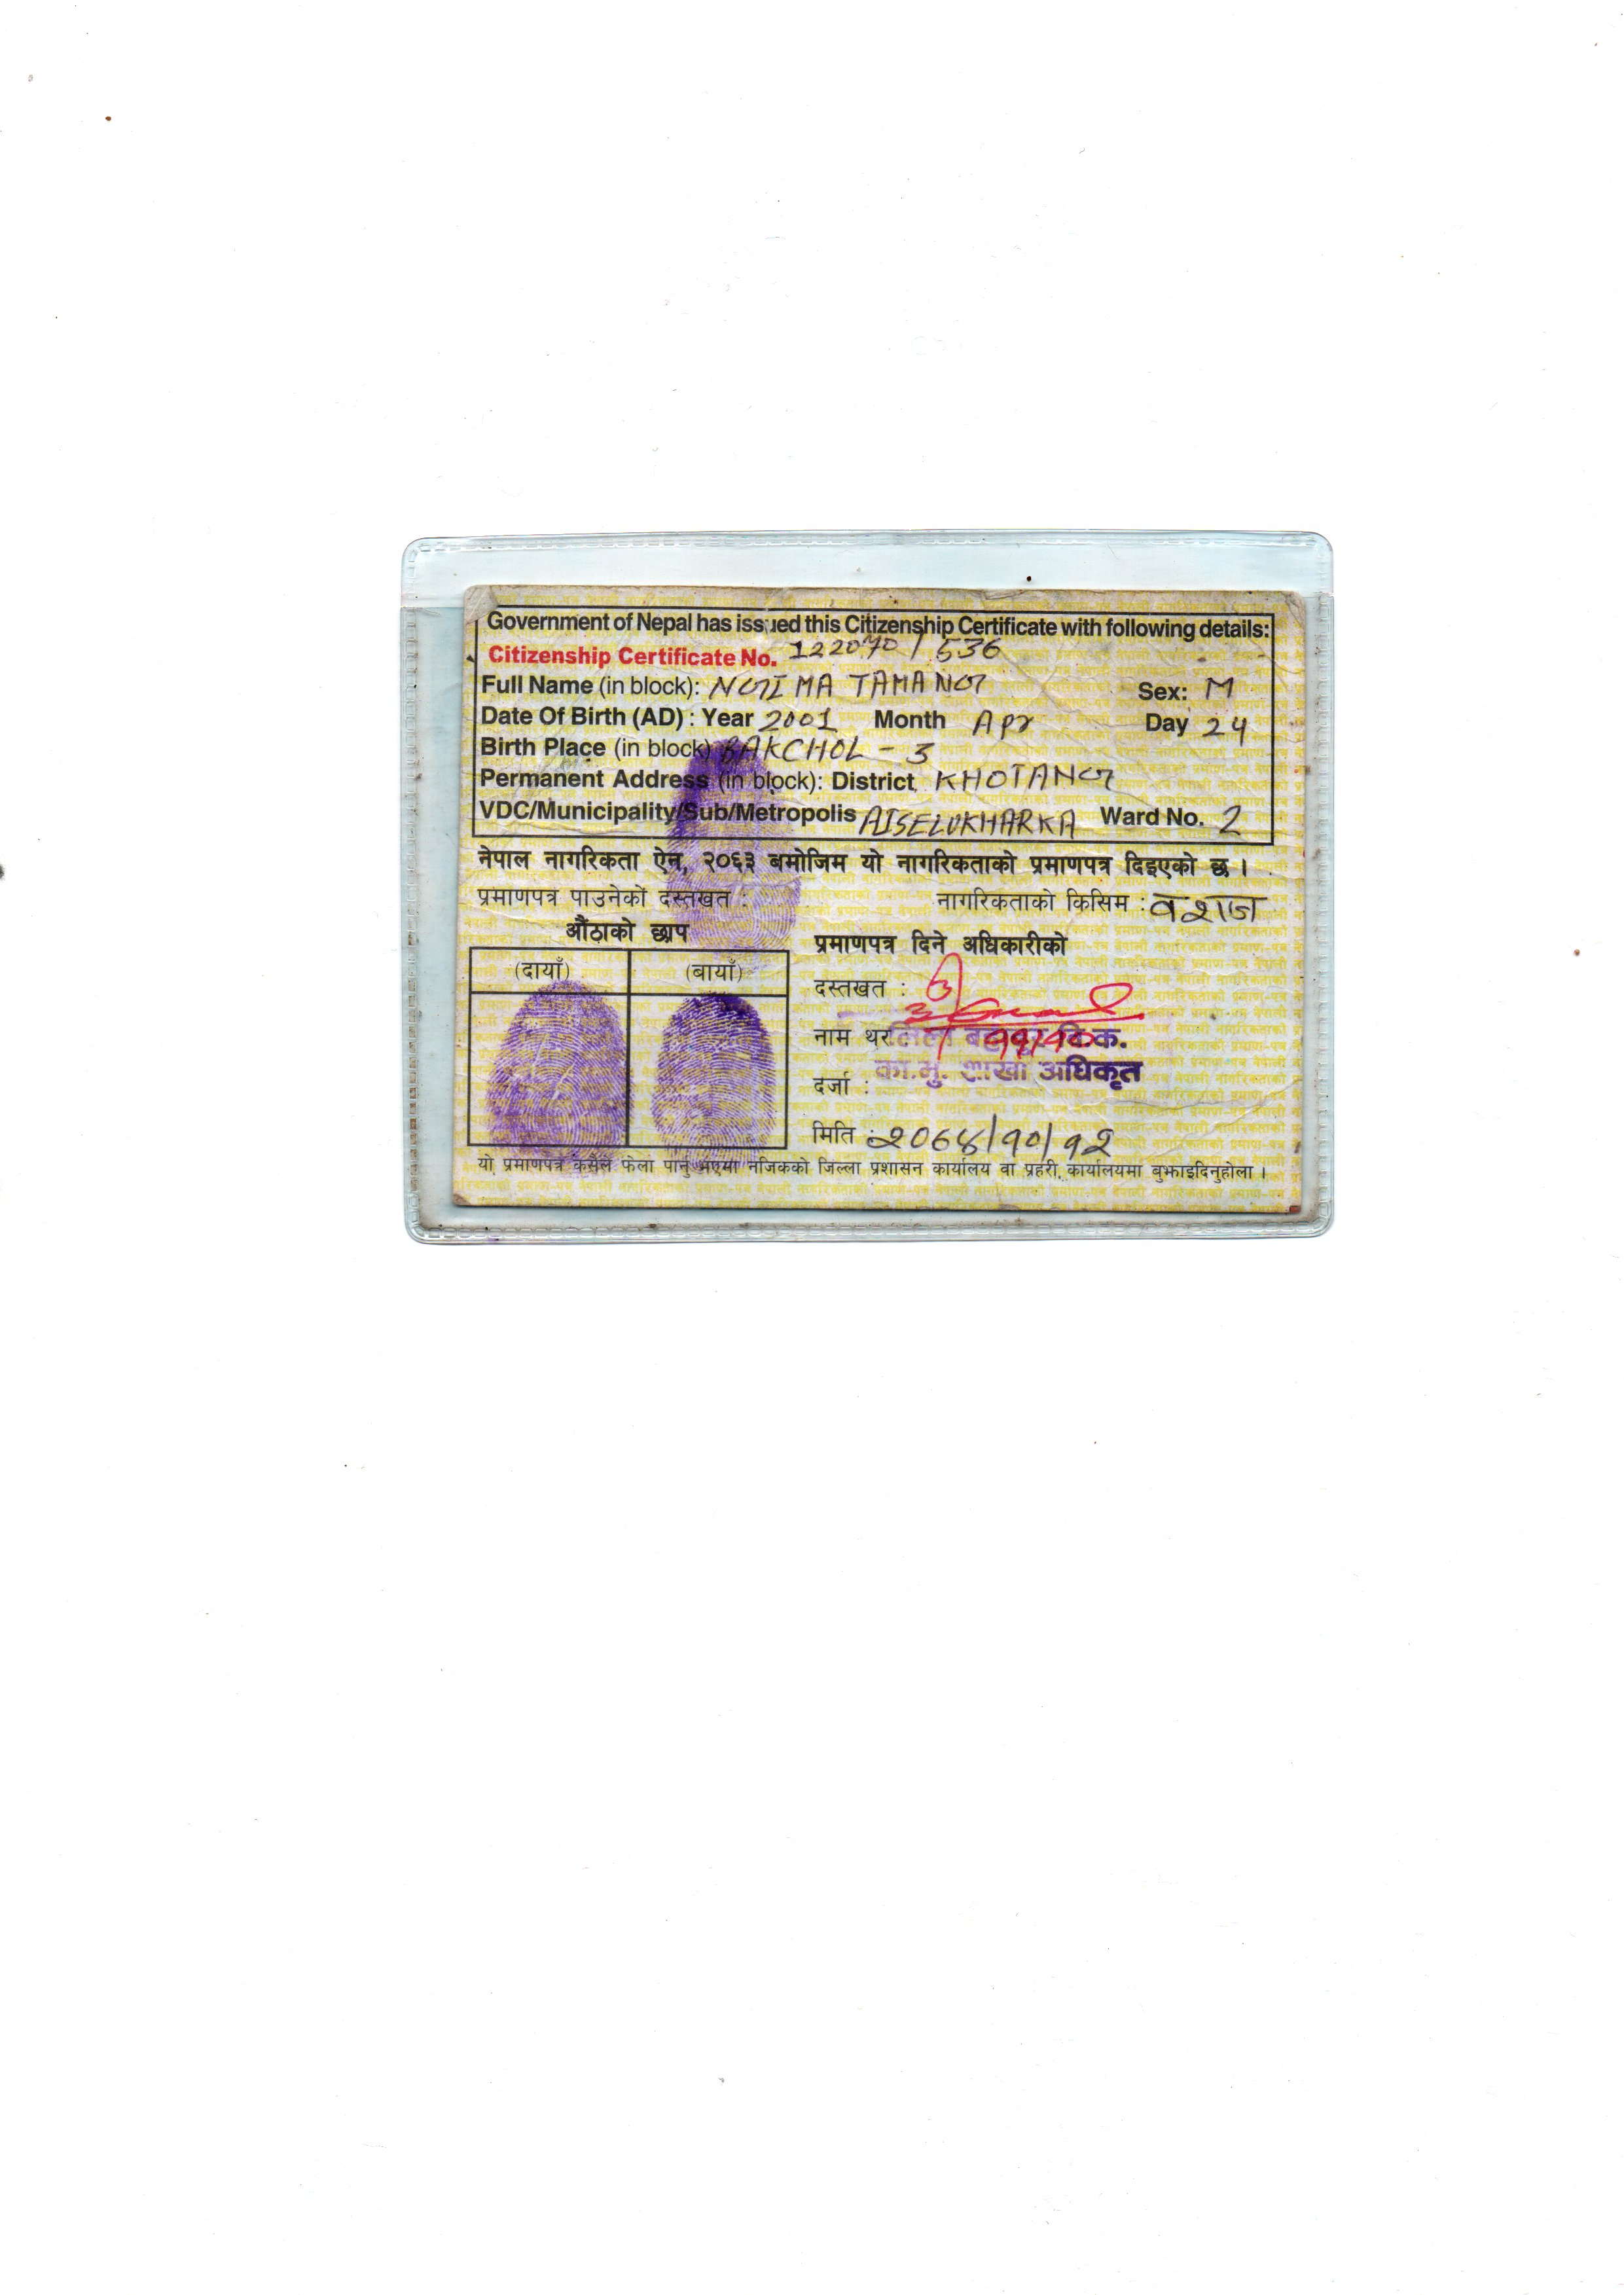 Government of Nepal has issued this Citizenship Certificate with following details:
Citizenship Certificate No. 122070 / 536
Full Name (in block): NGIMA TAMANG Sex: M
Date Of Birth (AD) : Year 2001 Month Apr Day 24
Birth Place (in block) BAKCHOL - 3
Permanent Address (in block): District KHOTANG
VDC/Municipality/Sub/Metropolis AISELUKHARKA Ward No. 2
नेपाल नागरिकता ऐन, २०६३ बमोजिम यो नागरिकताको प्रमाणपत्र दिइएको छ ।
प्रमाणपत्र पाउनेको दस्तखत : नागरिकताको किसिम : वंशज
औंठाको छाप
(दायाँ) (बायाँ)
प्रमाणपत्र दिने अधिकारीको
दस्तखत :
नाम थर बहादुर वि.क.
दर्जा : का.मु. शाखा अधिकृत
मिति : /१०/१२
यो प्रमाणपत्र कसैले फेला पार्नु भएमा नजिकको जिल्ला प्रशासन कार्यालय वा प्रहरी कार्यालयमा बुझाइदिनुहोला ।